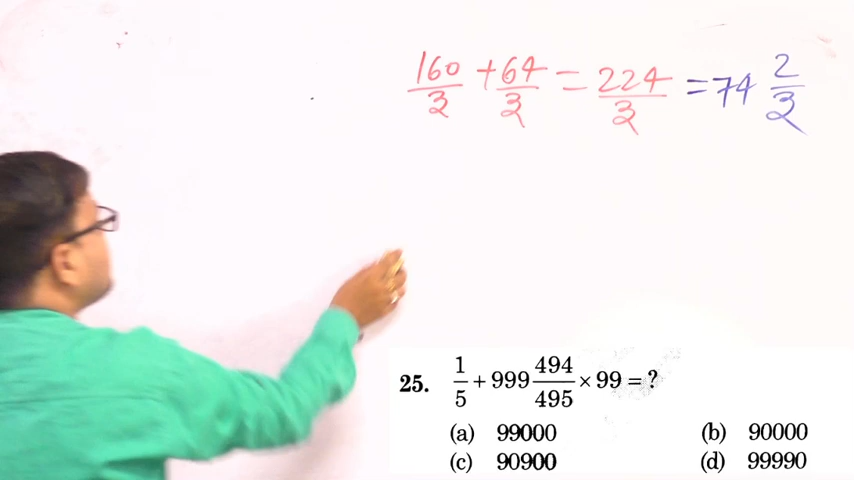 160/3 + 64/3 = 224/3 = 74 2/3
25. 1/5 + 999 494/495 × 99 = ?
(a) 99000 (b) 90000
(c) 90900 (d) 99990